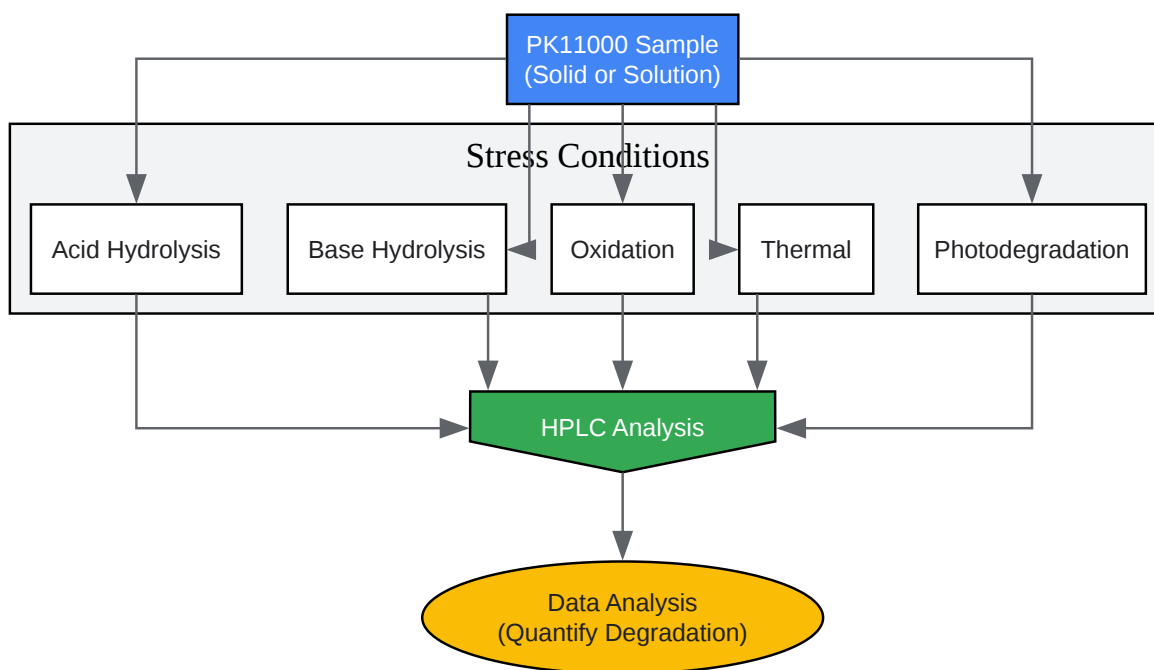 PK11000 Sample
(Solid or Solution)
Stress Conditions
Acid Hydrolysis
Base Hydrolysis
Oxidation
Thermal
Photodegradation
HPLC Analysis
Data Analysis
(Quantify Degradation)